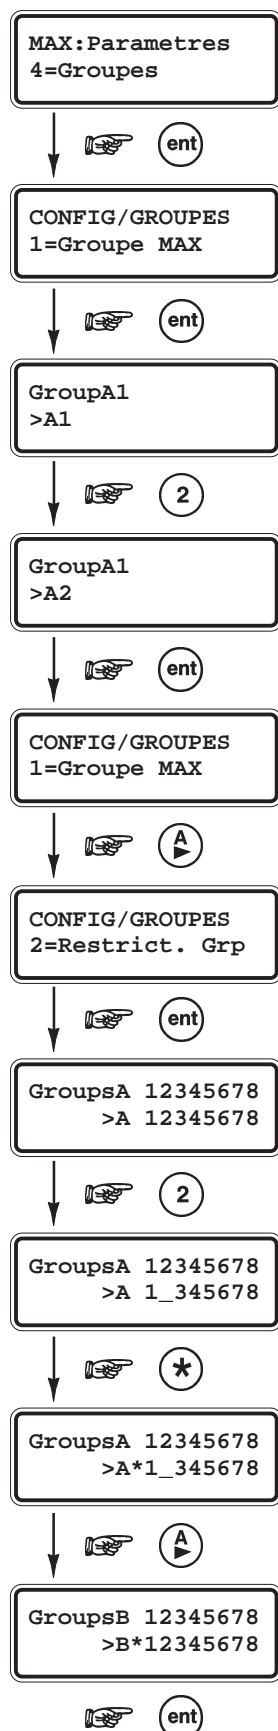 MAX:Parametres
4=Groupes
ent
CONFIG/GROUPES
1=Groupe MAX
ent
GroupA1
>A1
2
GroupA1
>A2
ent
CONFIG/GROUPES
1=Groupe MAX
A
CONFIG/GROUPES
2=Restrict. Grp
ent
GroupsA 12345678
>A 12345678
2
GroupsA 12345678
>A 1_345678
*
GroupsA 12345678
>A*1_345678
A
GroupsB 12345678
>B*12345678
ent